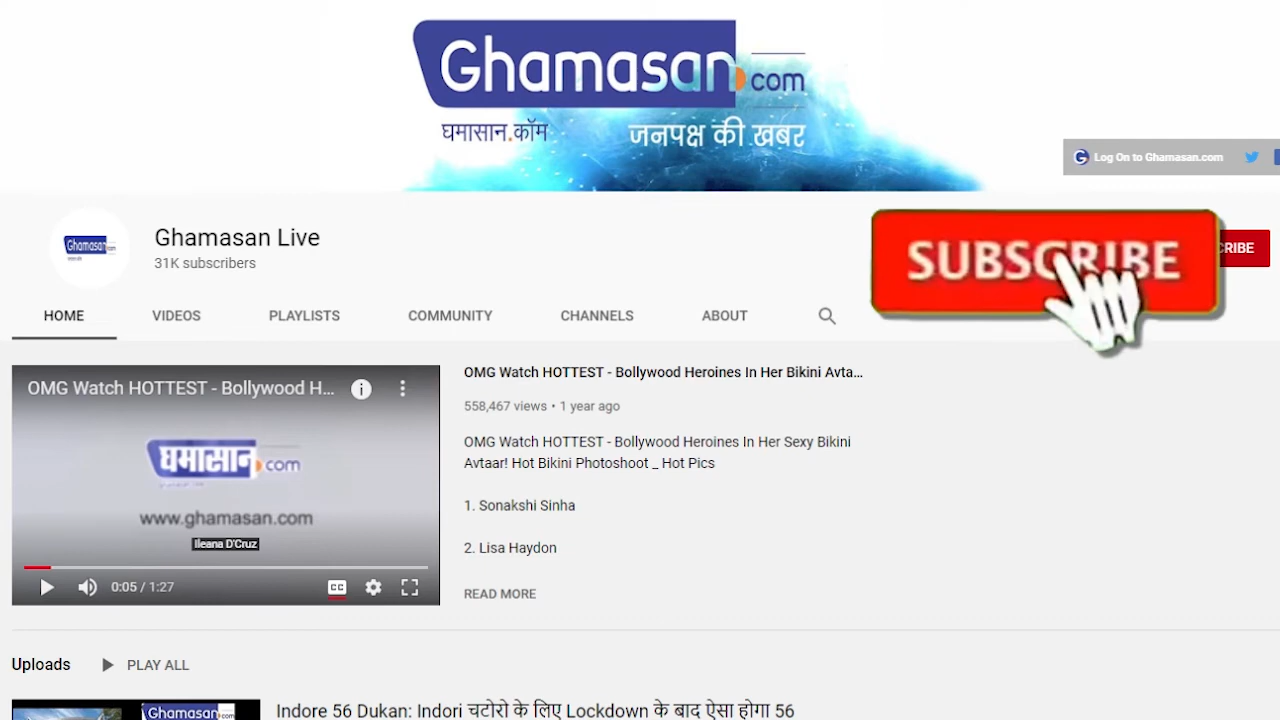 Ghamasan.com
घमासान.कॉम
जनपक्ष की खबर
Log On to Ghamasan.com
Ghamasan Live
31K subscribers
SUBSCRIBE
CRIBE
HOME VIDEOS PLAYLISTS COMMUNITY CHANNELS ABOUT
OMG Watch HOTTEST - Bollywood H...
घमासान.com
www.ghamasan.com
Ileana D'Cruz
0:05 / 1:27
CC
OMG Watch HOTTEST - Bollywood Heroines In Her Bikini Avta...
558,467 views • 1 year ago
OMG Watch HOTTEST - Bollywood Heroines In Her Sexy Bikini
Avtaar! Hot Bikini Photoshoot _ Hot Pics
1. Sonakshi Sinha
2. Lisa Haydon
READ MORE
Uploads PLAY ALL
Ghamasan.com
Indore 56 Dukan: Indori चटोरो के लिए Lockdown के बाद ऐसा होगा 56